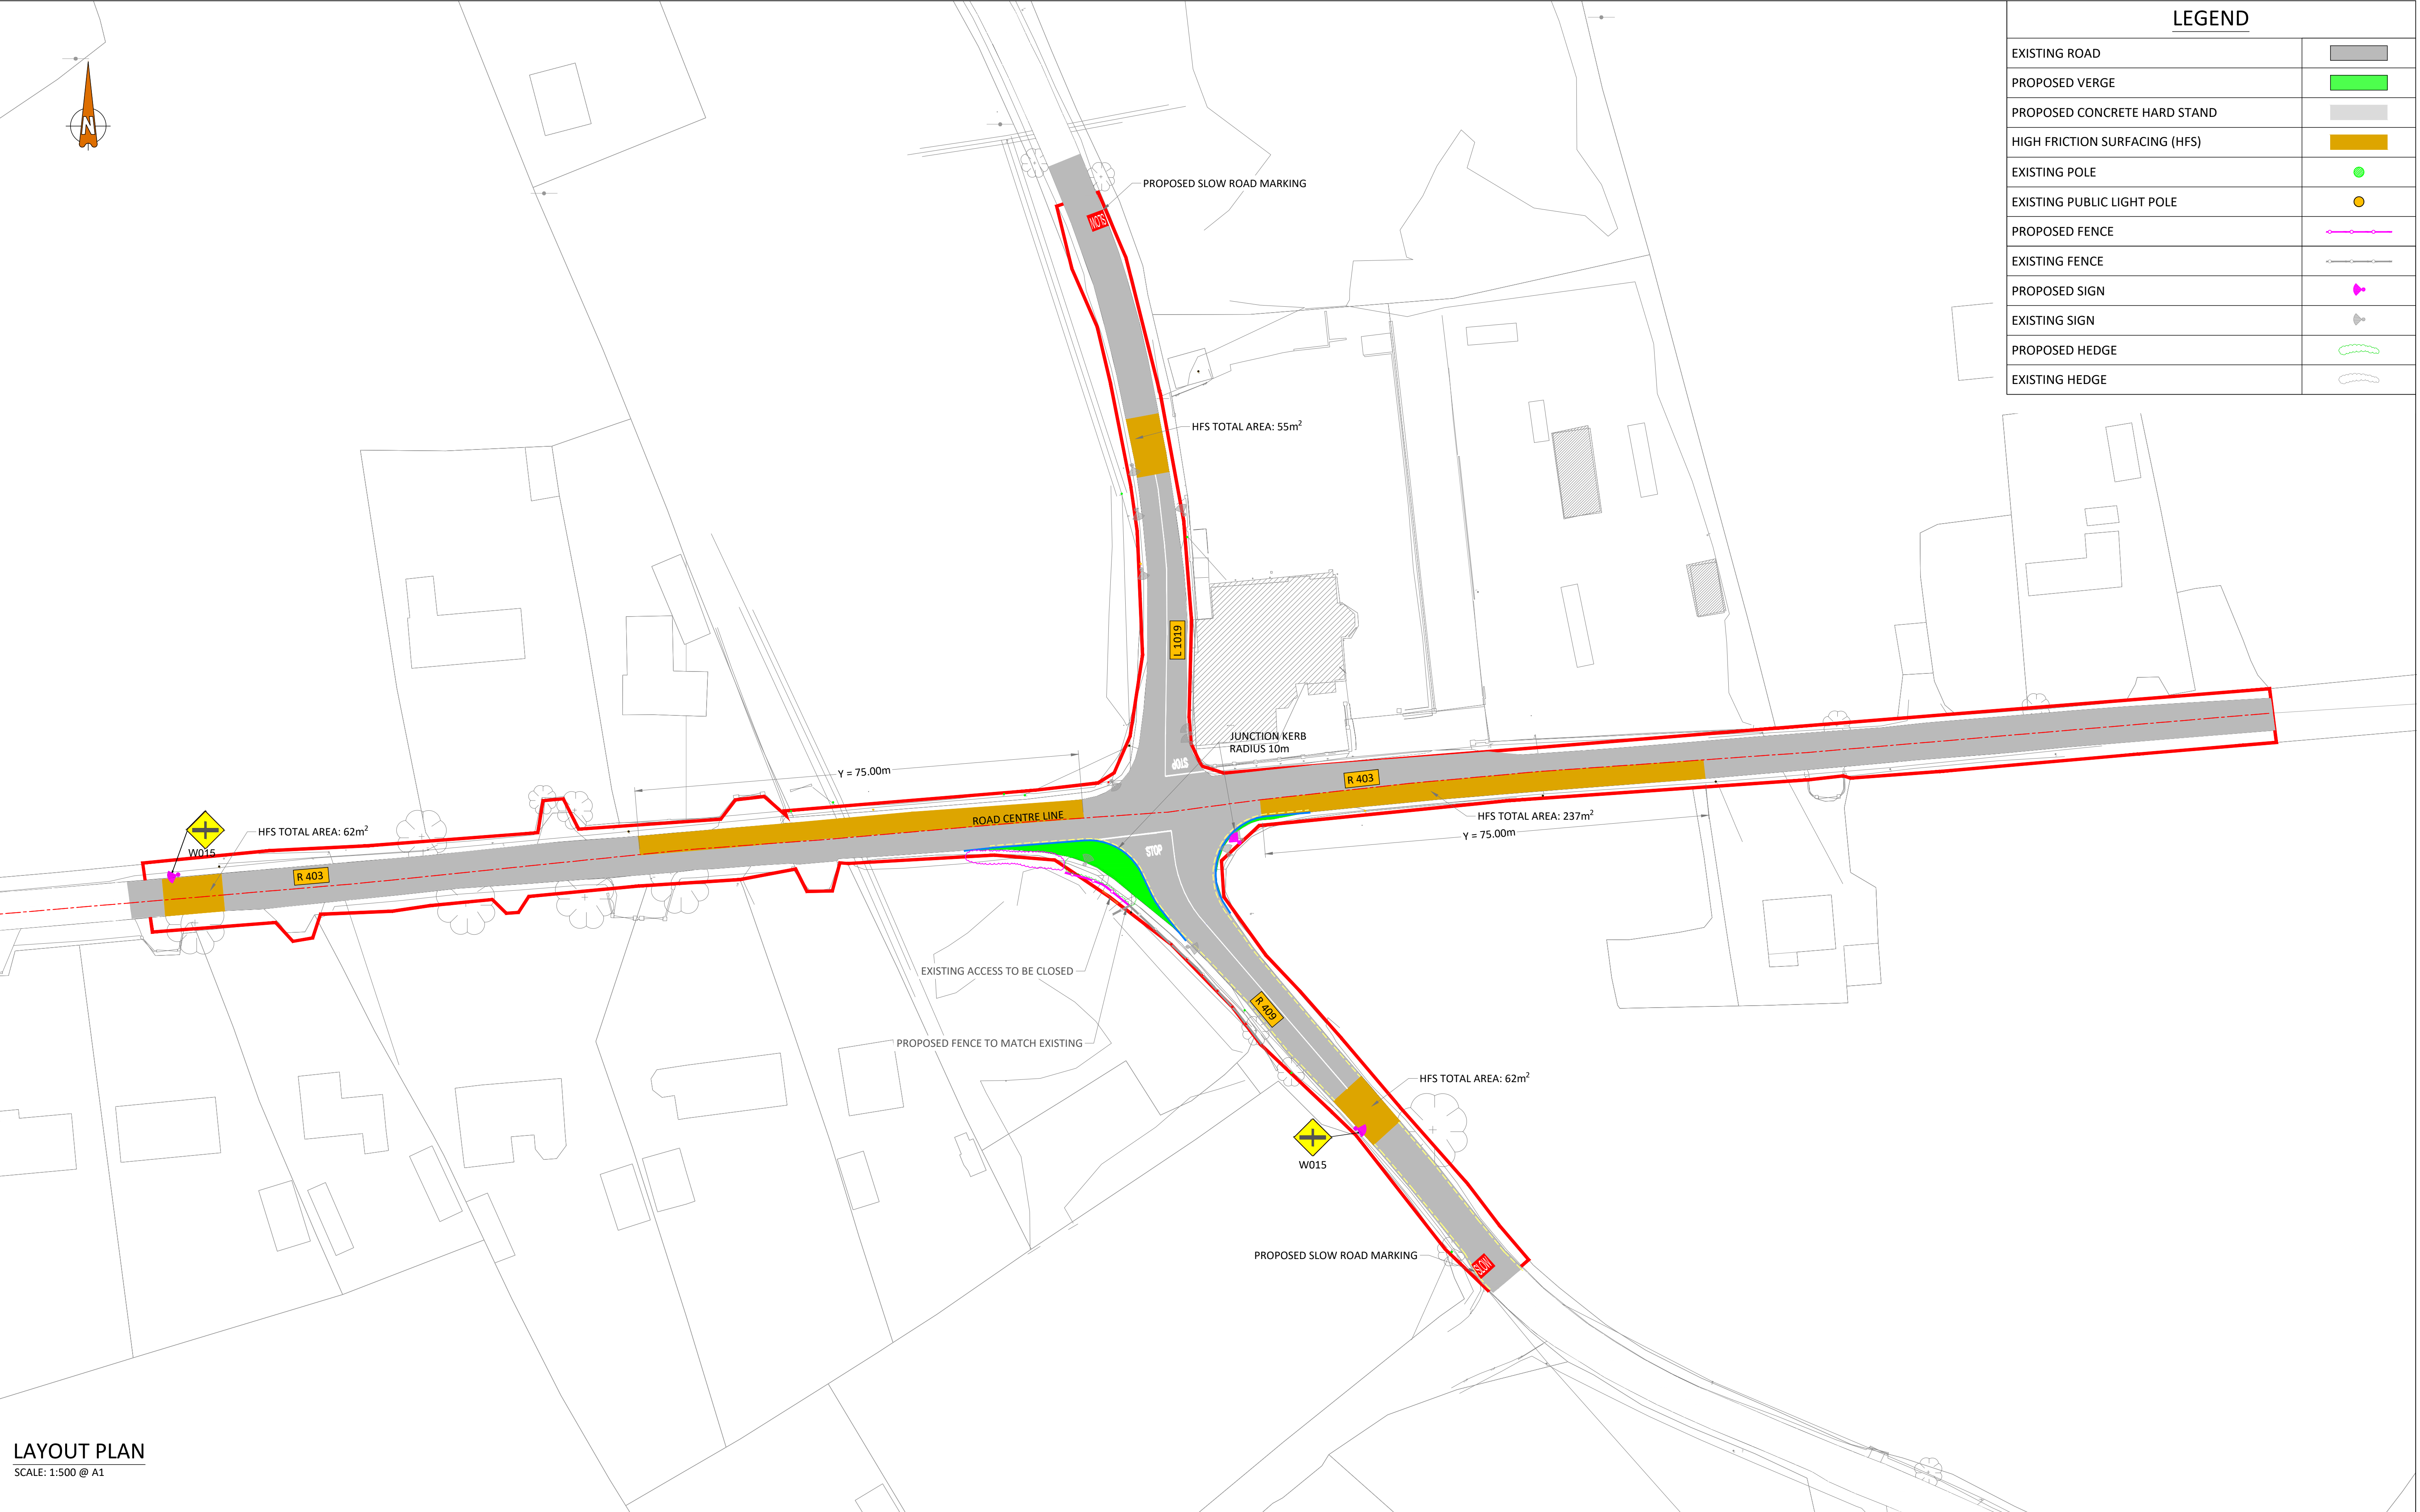 LEGEND
EXISTING ROAD
PROPOSED VERGE
PROPOSED CONCRETE HARD STAND
HIGH FRICTION SURFACING (HFS)
EXISTING POLE
EXISTING PUBLIC LIGHT POLE
PROPOSED FENCE
EXISTING FENCE
PROPOSED SIGN
EXISTING SIGN
PROPOSED HEDGE
EXISTING HEDGE
N
PROPOSED SLOW ROAD MARKING
SLOW
HFS TOTAL AREA: 55m²
L 1019
JUNCTION KERB
RADIUS 10m
STOP
Y = 75.00m
R 403
ROAD CENTRE LINE
HFS TOTAL AREA: 237m²
Y = 75.00m
HFS TOTAL AREA: 62m²
W015
R 403
STOP
EXISTING ACCESS TO BE CLOSED
R 409
PROPOSED FENCE TO MATCH EXISTING
HFS TOTAL AREA: 62m²
W015
PROPOSED SLOW ROAD MARKING
SLOW
LAYOUT PLAN
SCALE: 1:500 @ A1